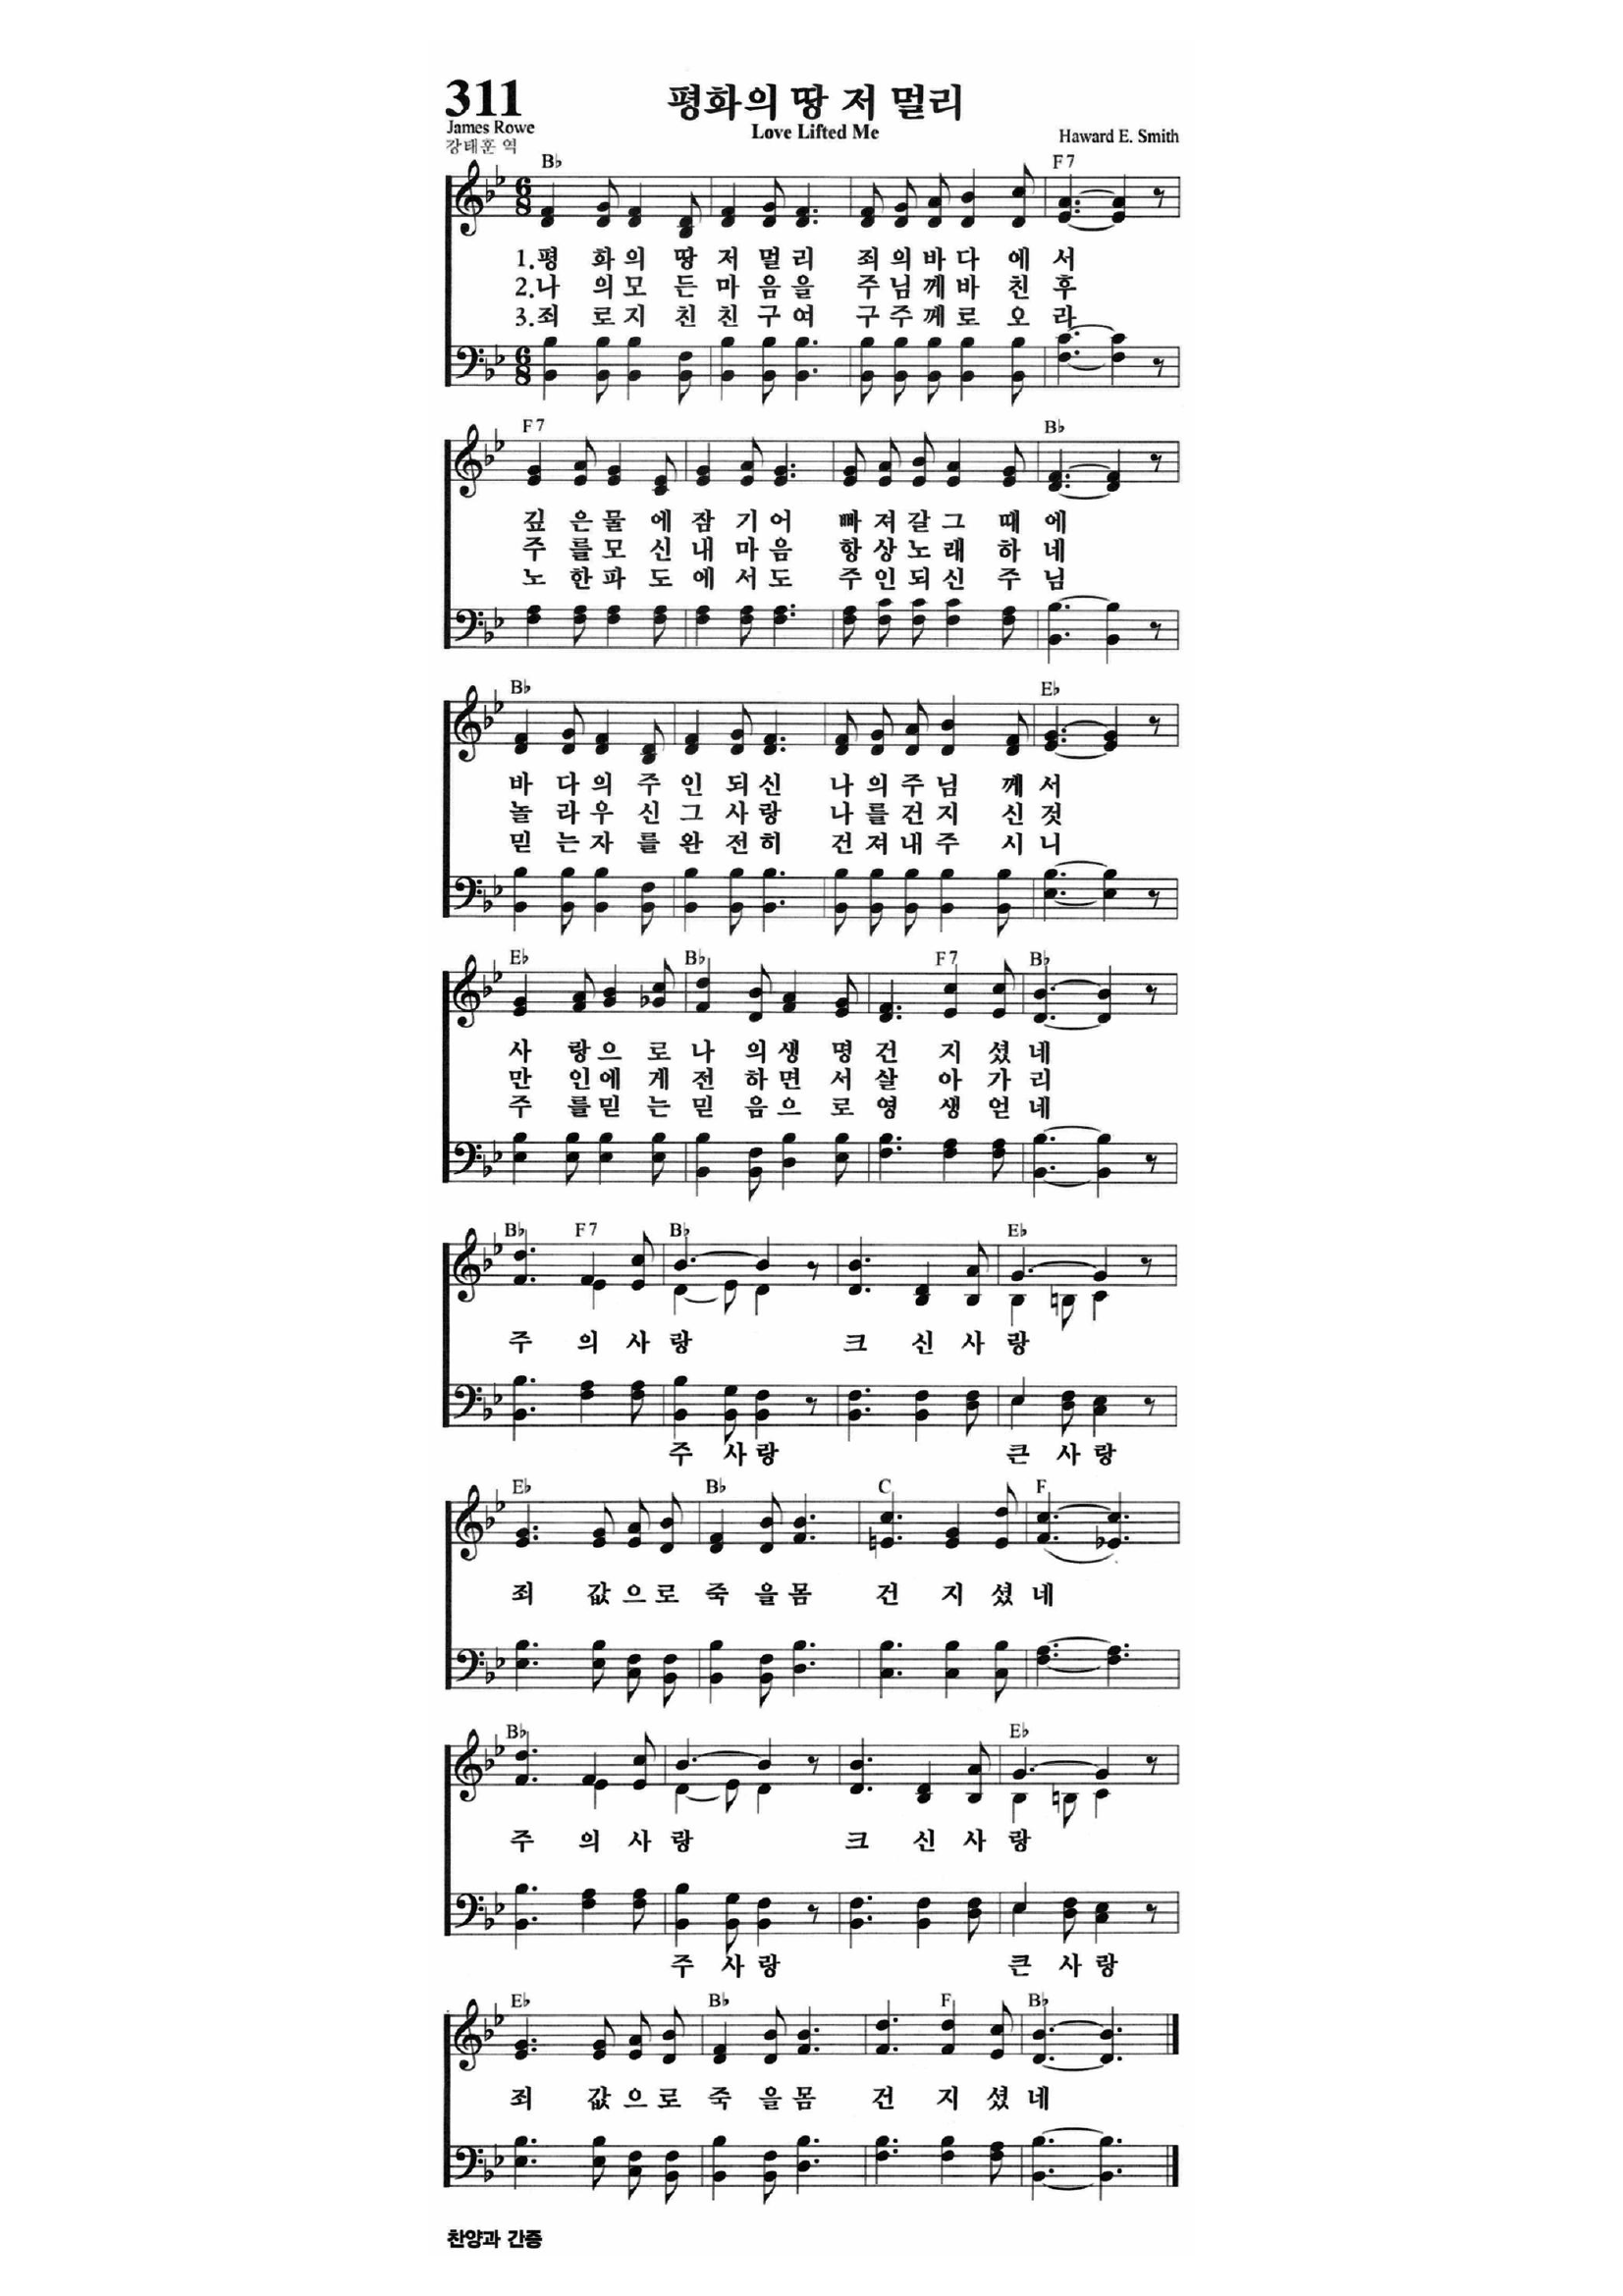 311
평화의 땅 저 멀리
James Rowe
Love Lifted Me
Haward E. Smith
강태훈 역
B♭ F7
6/8
1.평 화의 땅 저 멀리 죄의바다 에 서
2.나 의모 든 마 음을 주님께바 친 후
3.죄 로지 친 친 구여 구주께로 오 라
6/8
F7 B♭
깊 은물 에 잠 기어 빠져갈그 때 에
주 를모 신 내 마음 항상노래 하 네
노 한파 도 에 서도 주인되신 주 님
B♭ E♭
바 다의 주 인 되신 나의주님 께 서
놀 라우 신 그 사랑 나를건지 신 것
믿 는자 를 완 전히 건져내주 시 니
E♭ B♭ F7 B♭
사 랑으 로 나 의생 명 건 지 셨 네
만 인에 게 전 하면 서 살 아 가 리
주 를믿 는 믿 음으 로 영 생 얻 네
B♭ F7 B♭ E♭
주 의 사 랑 크 신 사 랑
주 사 랑 큰 사 랑
E♭ B♭ C F
죄 값으로 죽 을몸 건 지 셨 네
B♭ E♭
주 의 사 랑 크 신 사 랑
주 사 랑 큰 사 랑
E♭ B♭ F B♭
죄 값으로 죽 을몸 건 지 셨 네
찬양과 간증